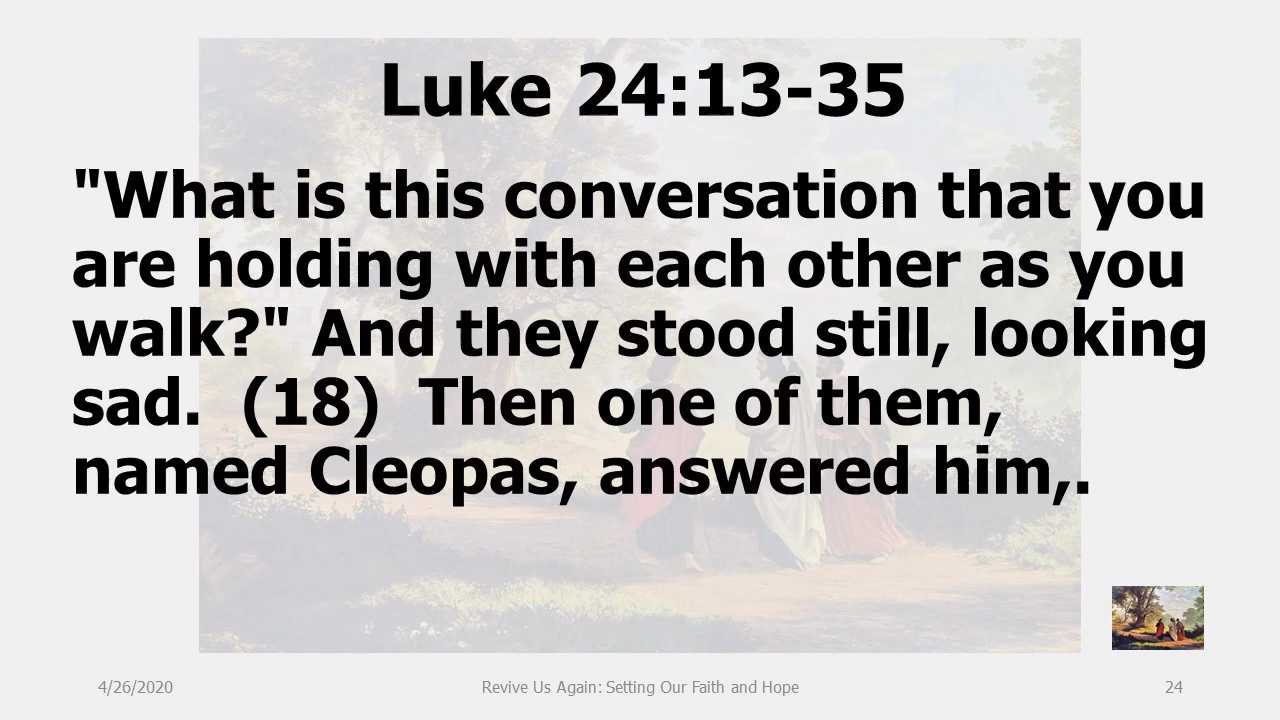 Luke 24:13-35
"What is this conversation that you
are holding with each other as you
walk?" And they stood still, looking
sad.  (18)  Then one of them,
named Cleopas, answered him,.
4/26/2020
Revive Us Again: Setting Our Faith and Hope
24